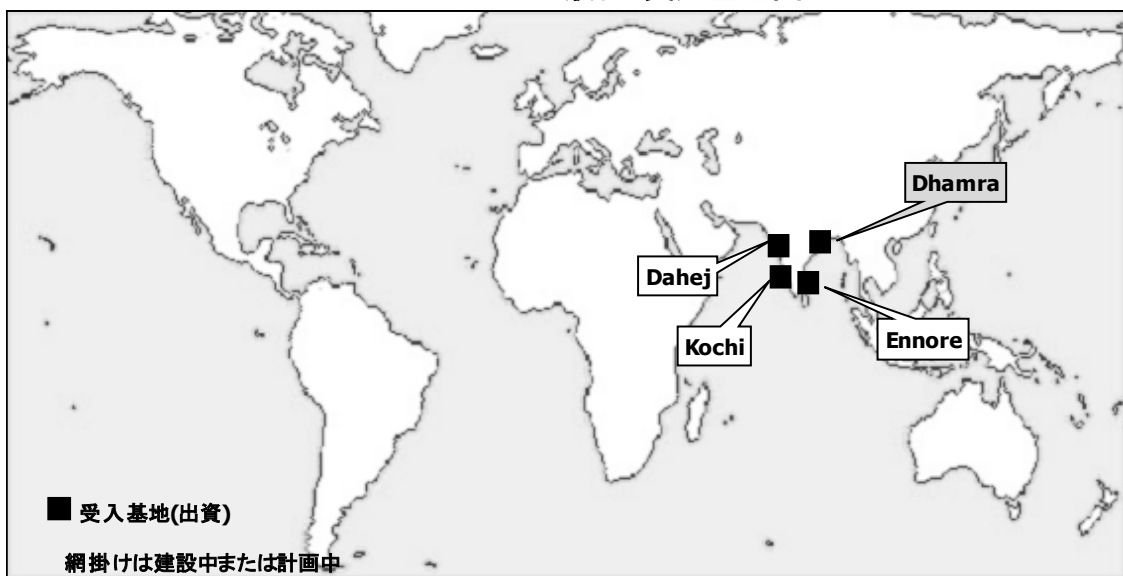 Dhamra
Dahej
Ennore
Kochi
■ 受入基地(出資)
網掛けは建設中または計画中